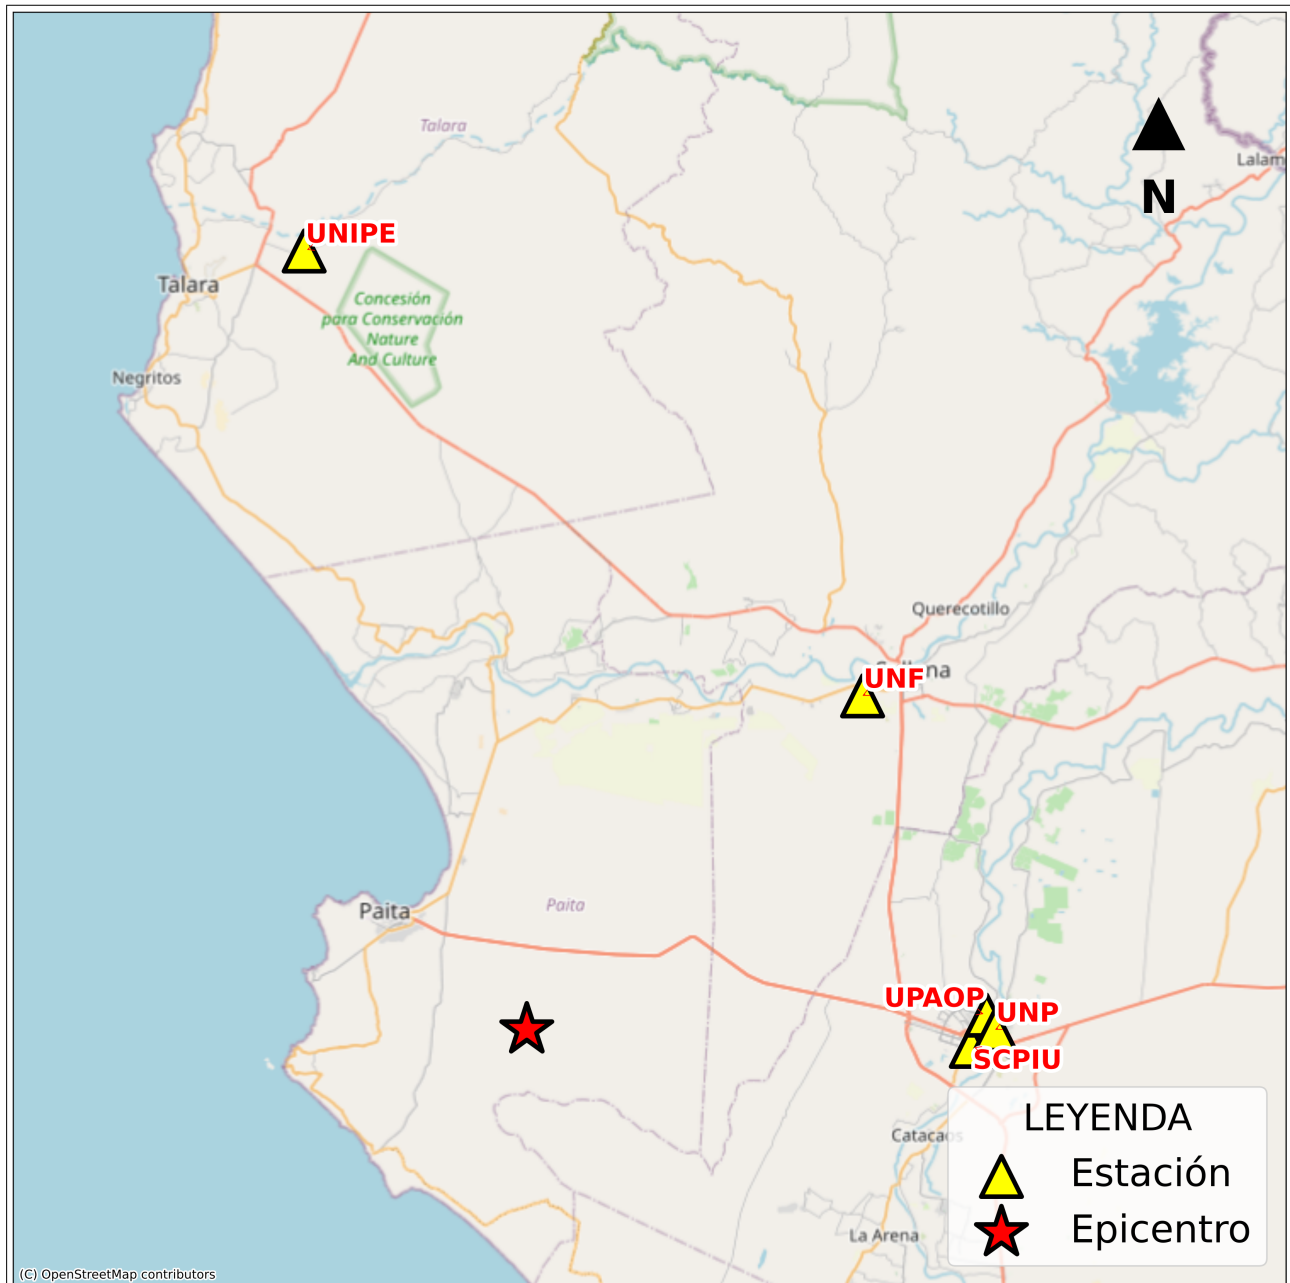 Talara
Lalam
N
UNIPE
Talara
Concesión
para Conservación
Nature
And Culture
Negritos
Querecotillo
UNF
Paita
Paita
UPAOP
UNP
SCPIU
LEYENDA
Catacaos
Estación
Epicentro
La Arena
(C) OpenStreetMap contributors